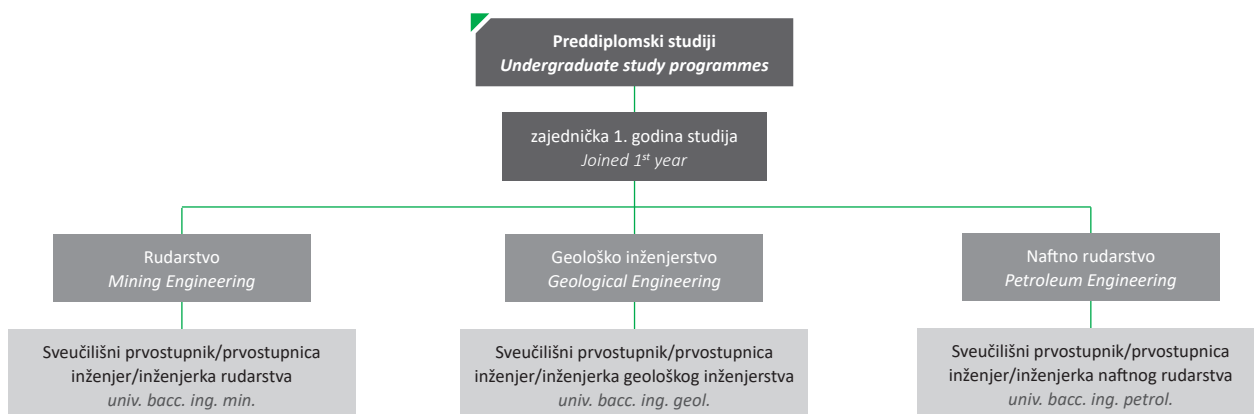 Preddiplomski studiji
Undergraduate study programmes
zajednička 1. godina studija
Joined 1st year
Rudarstvo
Mining Engineering
Geološko inženjerstvo
Geological Engineering
Naftno rudarstvo
Petroleum Engineering
Sveučilišni prvostupnik/prvostupnica
inženjer/inženjerka rudarstva
univ. bacc. ing. min.
Sveučilišni prvostupnik/prvostupnica
inženjer/inženjerka geološkog inženjerstva
univ. bacc. ing. geol.
Sveučilišni prvostupnik/prvostupnica
inženjer/inženjerka naftnog rudarstva
univ. bacc. ing. petrol.